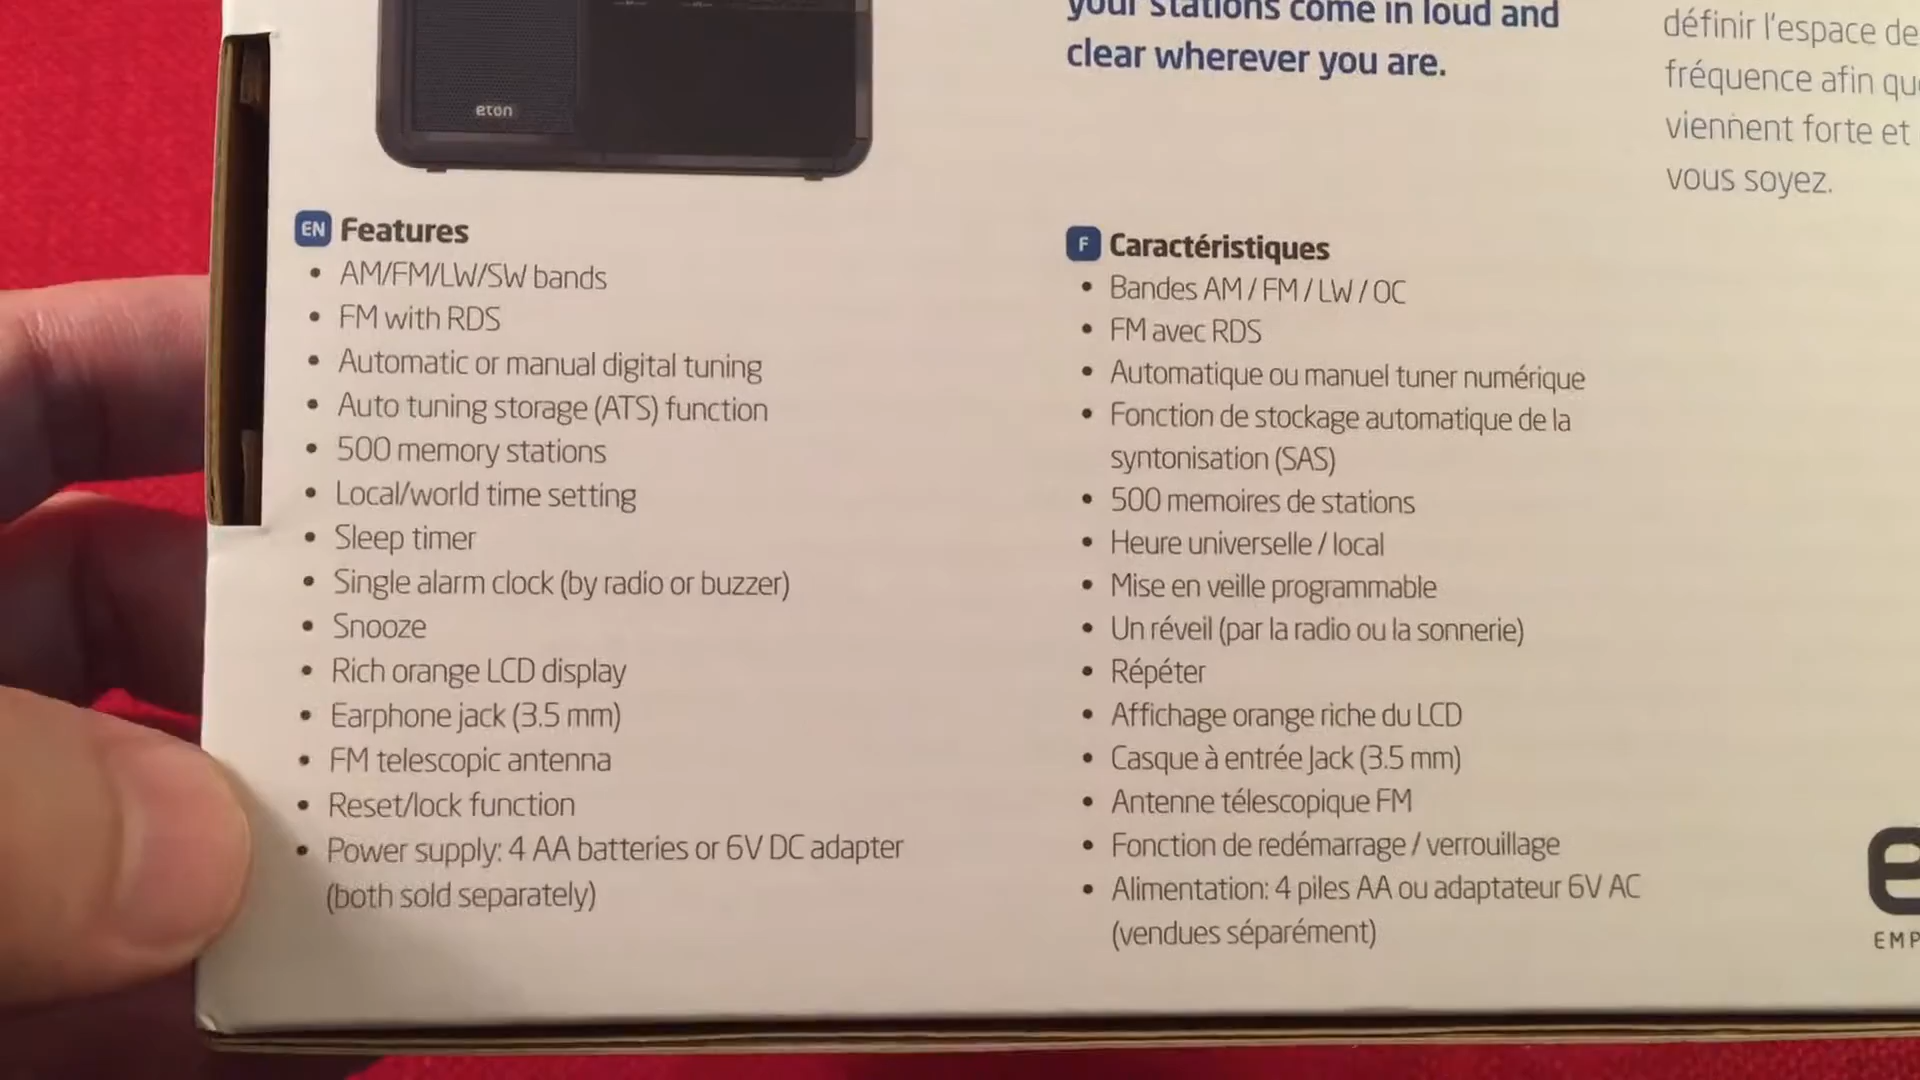 your stations come in loud and
clear wherever you are.
définir l'espace de
fréquence afin que
viennent forte et
vous soyez.
eton
EN Features
• AM/FM/LW/SW bands
• FM with RDS
• Automatic or manual digital tuning
• Auto tuning storage (ATS) function
• 500 memory stations
• Local/world time setting
• Sleep timer
• Single alarm clock (by radio or buzzer)
• Snooze
• Rich orange LCD display
• Earphone jack (3.5 mm)
• FM telescopic antenna
• Reset/lock function
• Power supply: 4 AA batteries or 6V DC adapter
(both sold separately)
F Caractéristiques
• Bandes AM / FM / LW / OC
• FM avec RDS
• Automatique ou manuel tuner numérique
• Fonction de stockage automatique de la
syntonisation (SAS)
• 500 memoires de stations
• Heure universelle / local
• Mise en veille programmable
• Un réveil (par la radio ou la sonnerie)
• Répéter
• Affichage orange riche du LCD
• Casque à entrée Jack (3.5 mm)
• Antenne télescopique FM
• Fonction de redémarrage / verrouillage
• Alimentation: 4 piles AA ou adaptateur 6V AC
(vendues séparément)
e
EMP